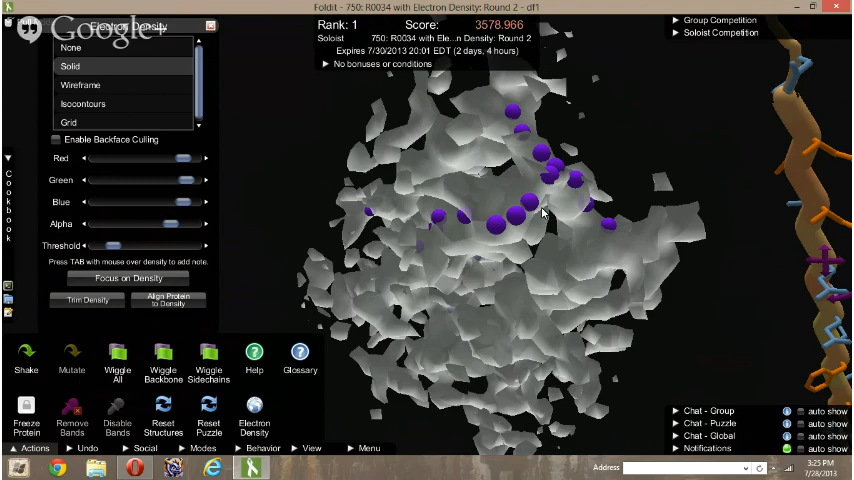 Foldit - 750: R0034 with Electron Density: Round 2 - df1
Electron Density
Google+
None
Solid
Wireframe
Isocontours
Grid
Enable Backface Culling
Red
Green
Blue
Alpha
Threshold
Press TAB with mouse over density to add note.
Focus on Density
Trim Density
Align Protein to Density
Cookbook
Rank: 1 Score: 3578.966
Soloist 750: R0034 with Ele...n Density: Round 2
Expires 7/30/2013 20:01 EDT (2 days, 4 hours)
No bonuses or conditions
Group Competition
Soloist Competition
Shake
Mutate
Wiggle All
Wiggle Backbone
Wiggle Sidechains
Help
Glossary
Freeze Protein
Remove Bands
Disable Bands
Reset Structures
Reset Puzzle
Electron Density
Actions Undo Social Modes Behavior View Menu
Chat - Group auto show
Chat - Puzzle auto show
Chat - Global auto show
Notifications auto show
Address
3:25 PM
7/28/2013